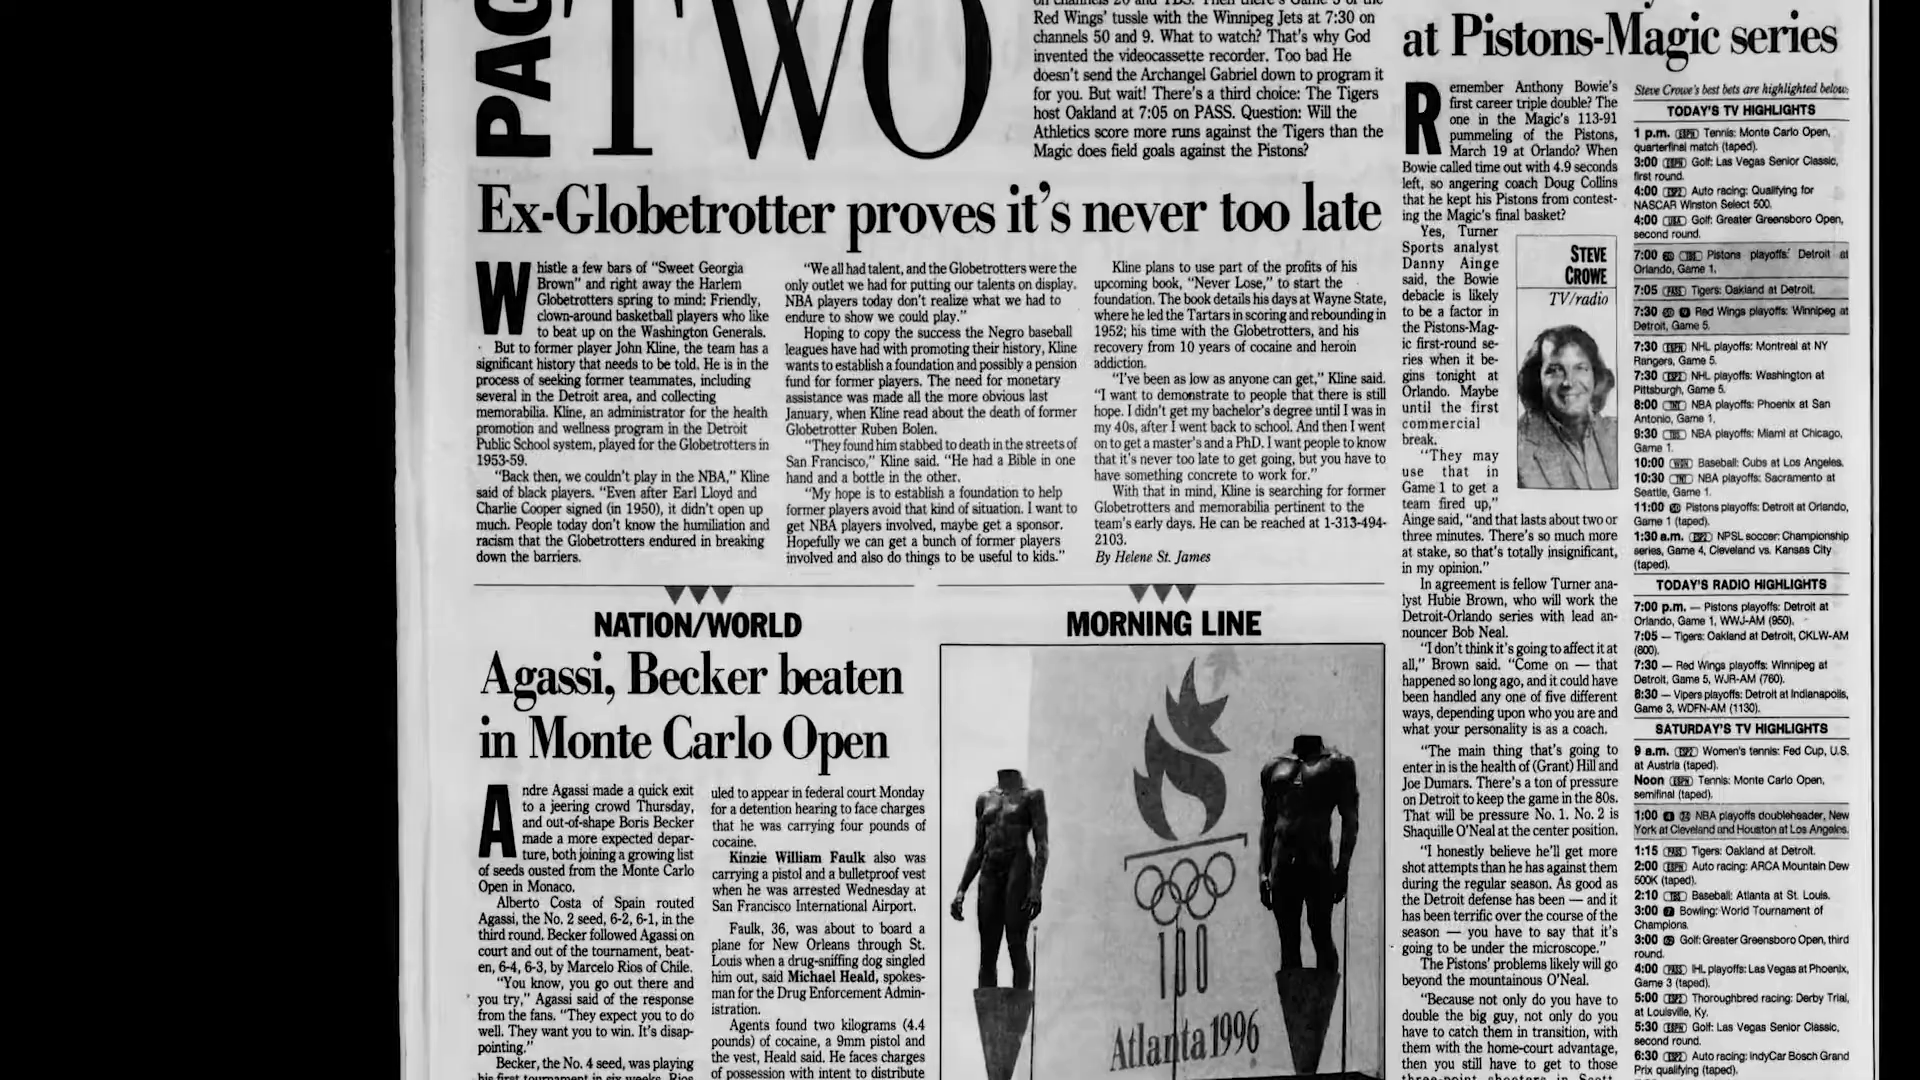 PAG
TWO
Red Wings' tussle with the Winnipeg Jets at 7:30 on
channels 50 and 9. What to watch? That's why God
invented the videocassette recorder. Too bad He
doesn't send the Archangel Gabriel down to program it
for you. But wait! There's a third choice: The Tigers
host Oakland at 7:05 on PASS. Question: Will the
Athletics score more runs against the Tigers than the
Magic does field goals against the Pistons?
Ex-Globetrotter proves it's never too late
Whistle a few bars of "Sweet Georgia
Brown" and right away the Harlem
Globetrotters spring to mind: Friendly,
clown-around basketball players who like
to beat up on the Washington Generals.
But to former player John Kline, the team has a
significant history that needs to be told. He is in the
process of seeking former teammates, including
several in the Detroit area, and collecting
memorabilia. Kline, an administrator for the health
promotion and wellness program in the Detroit
Public School system, played for the Globetrotters in
1953-59.
"Back then, we couldn't play in the NBA," Kline
said of black players. "Even after Earl Lloyd and
Charlie Cooper signed (in 1950), it didn't open up
much. People today don't know the humiliation and
racism that the Globetrotters endured in breaking
down the barriers.
"We all had talent, and the Globetrotters were the
only outlet we had for putting our talents on display.
NBA players today don't realize what we had to
endure to show we could play."
Hoping to copy the success the Negro baseball
leagues have had with promoting their history, Kline
wants to establish a foundation and possibly a pension
fund for former players. The need for monetary
assistance was made all the more obvious last
January, when Kline read about the death of former
Globetrotter Ruben Bolen.
"They found him stabbed to death in the streets of
San Francisco," Kline said. "He had a Bible in one
hand and a bottle in the other.
"My hope is to establish a foundation to help
former players avoid that kind of situation. I want to
get NBA players involved, maybe get a sponsor.
Hopefully we can get a bunch of former players
involved and also do things to be useful to kids."
Kline plans to use part of the profits of his
upcoming book, "Never Lose," to start the
foundation. The book details his days at Wayne State,
where he led the Tartars in scoring and rebounding in
1952; his time with the Globetrotters, and his
recovery from 10 years of cocaine and heroin
addiction.
"I've been as low as anyone can get," Kline said.
"I want to demonstrate to people that there is still
hope. I didn't get my bachelor's degree until I was in
my 40s, after I went back to school. And then I went
on to get a master's and a PhD. I want people to know
that it's never too late to get going, but you have to
have something concrete to work for."
With that in mind, Kline is searching for former
Globetrotters and memorabilia pertinent to the
team's early days. He can be reached at 1-313-494-
2103.
By Helene St. James
NATION/WORLD
Agassi, Becker beaten
in Monte Carlo Open
Andre Agassi made a quick exit
to a jeering crowd Thursday,
and out-of-shape Boris Becker
made a more expected depar-
ture, both joining a growing list
of seeds ousted from the Monte Carlo
Open in Monaco.
Alberto Costa of Spain routed
Agassi, the No. 2 seed, 6-2, 6-1, in the
third round. Becker followed Agassi on
court and out of the tournament, beat-
en, 6-4, 6-3, by Marcelo Rios of Chile.
"You know, you go out there and
you try," Agassi said of the response
from the fans. "They expect you to do
well. They want you to win. It's disap-
pointing."
Becker, the No. 4 seed, was playing
his first tournament in six weeks. Rios
uled to appear in federal court Monday
for a detention hearing to face charges
that he was carrying four pounds of
cocaine.
Kinzie William Faulk also was
carrying a pistol and a bulletproof vest
when he was arrested Wednesday at
San Francisco International Airport.
Faulk, 36, was about to board a
plane for New Orleans through St.
Louis when a drug-sniffing dog singled
him out, said Michael Heald, spokes-
man for the Drug Enforcement Admin-
istration.
Agents found two kilograms (4.4
pounds) of cocaine, a 9mm pistol and
the vest, Heald said. He faces charges
of possession with intent to distribute
MORNING LINE
100
Atlanta 1996
at Pistons-Magic series
Remember Anthony Bowie's
first career triple double? The
one in the Magic's 113-91
pummeling of the Pistons,
March 19 at Orlando? When
Bowie called time out with 4.9 seconds
left, so angering coach Doug Collins
that he kept his Pistons from contest-
ing the Magic's final basket?
Yes, Turner
Sports analyst
Danny Ainge
said, the Bowie
debacle is likely
to be a factor in
the Pistons-Mag-
ic first-round se-
ries when it be-
gins tonight at
Orlando. Maybe
until the first
commercial
break.
"They may
use that in
Game 1 to get a
team fired up,"
Ainge said, "and that lasts about two or
three minutes. There's so much more
at stake, so that's totally insignificant,
in my opinion."
In agreement is fellow Turner ana-
lyst Hubie Brown, who will work the
Detroit-Orlando series with lead an-
nouncer Bob Neal.
"I don't think it's going to affect it at
all," Brown said. "Come on — that
happened so long ago, and it could have
been handled any one of five different
ways, depending upon who you are and
what your personality is as a coach.
"The main thing that's going to
enter in is the health of (Grant) Hill and
Joe Dumars. There's a ton of pressure
on Detroit to keep the game in the 80s.
That will be pressure No. 1. No. 2 is
Shaquille O'Neal at the center position.
"I honestly believe he'll get more
shot attempts than he has against them
during the regular season. As good as
the Detroit defense has been — and it
has been terrific over the course of the
season — you have to say that it's
going to be under the microscope."
The Pistons' problems likely will go
beyond the mountainous O'Neal.
"Because not only do you have to
double the big guy, not only do you
have to catch them in transition, with
them with the home-court advantage,
then you still have to get to those
three-point shooters in Scott,
STEVE
CROWE
TV/radio
Steve Crowe's best bets are highlighted below:
TODAY'S TV HIGHLIGHTS
1 p.m. ESPN Tennis: Monte Carlo Open,
quarterfinal match (taped).
3:00 ESPN Golf: Las Vegas Senior Classic,
first round.
4:00 ESP2 Auto racing: Qualifying for
NASCAR Winston Select 500.
4:00 USA Golf: Greater Greensboro Open,
second round.
7:00 TBS Pistons playoffs: Detroit at
Orlando, Game 1.
7:05 PASS Tigers: Oakland at Detroit.
7:30 50 9 Red Wings playoffs: Winnipeg at
Detroit, Game 5.
7:30 ESPN NHL playoffs: Montreal at NY
Rangers, Game 5.
7:30 ESP2 NHL playoffs: Washington at
Pittsburgh, Game 5.
8:00 TNT NBA playoffs: Phoenix at San
Antonio, Game 1.
9:30 TBS NBA playoffs: Miami at Chicago,
Game 1.
10:00 WGN Baseball: Cubs at Los Angeles.
10:30 TNT NBA playoffs: Sacramento at
Seattle, Game 1.
11:00 Pistons playoffs: Detroit at Orlando,
Game 1 (taped).
1:30 a.m. ESP2 NPSL soccer: Championship
series, Game 4, Cleveland vs. Kansas City
(taped).
TODAY'S RADIO HIGHLIGHTS
7:00 p.m. — Pistons playoffs: Detroit at
Orlando, Game 1, WWJ-AM (950).
7:05 — Tigers: Oakland at Detroit, CKLW-AM
(800).
7:30 — Red Wings playoffs: Winnipeg at
Detroit, Game 5, WJR-AM (760).
8:30 — Vipers playoffs: Detroit at Indianapolis,
Game 3, WDFN-AM (1130).
SATURDAY'S TV HIGHLIGHTS
9 a.m. ESP2 Women's tennis: Fed Cup, U.S.
at Austria (taped).
Noon ESPN Tennis: Monte Carlo Open,
semifinal (taped).
1:00 4 NBA playoffs doubleheader, New
York at Cleveland and Houston at Los Angeles.
1:15 PASS Tigers: Oakland at Detroit.
2:00 ESPN Auto racing: ARCA Mountain Dew
500K (taped).
2:10 TBS Baseball: Atlanta at St. Louis.
3:00 7 Bowling: World Tournament of
Champions.
3:00 Golf: Greater Greensboro Open, third
round.
4:00 PASS IHL playoffs: Las Vegas at Phoenix,
Game 3 (taped).
5:00 ESP2 Thoroughbred racing: Derby Trial,
at Louisville, Ky.
5:30 ESPN Golf: Las Vegas Senior Classic,
second round.
6:30 ESP2 Auto racing: IndyCar Bosch Grand
Prix qualifying (taped).